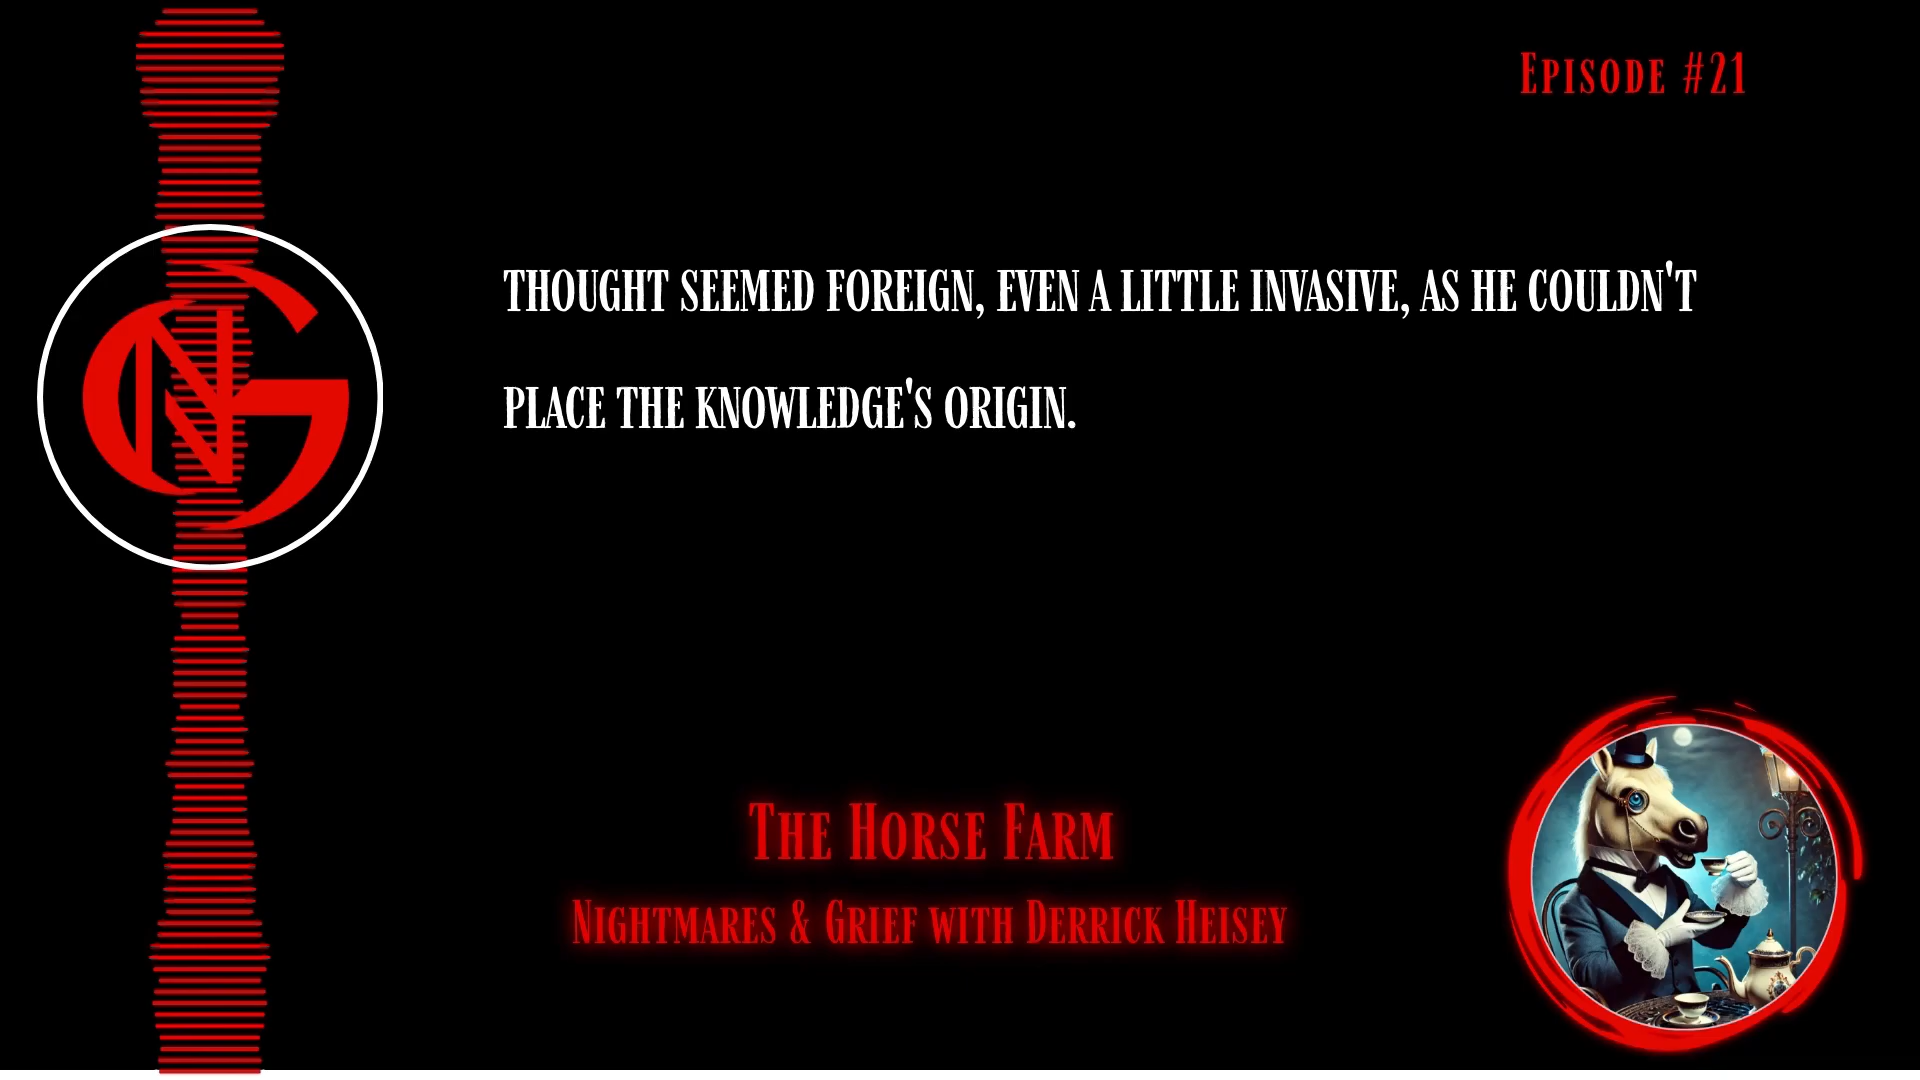 Episode #21
THOUGHT SEEMED FOREIGN, EVEN A LITTLE INVASIVE, AS HE COULDN'T
PLACE THE KNOWLEDGE'S ORIGIN.
NG
The Horse Farm
Nightmares & Grief with Derrick Heisey